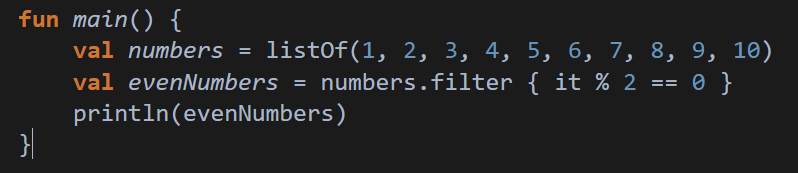 fun main() {
    val numbers = listOf(1, 2, 3, 4, 5, 6, 7, 8, 9, 10)
    val evenNumbers = numbers.filter { it % 2 == 0 }
    println(evenNumbers)
}